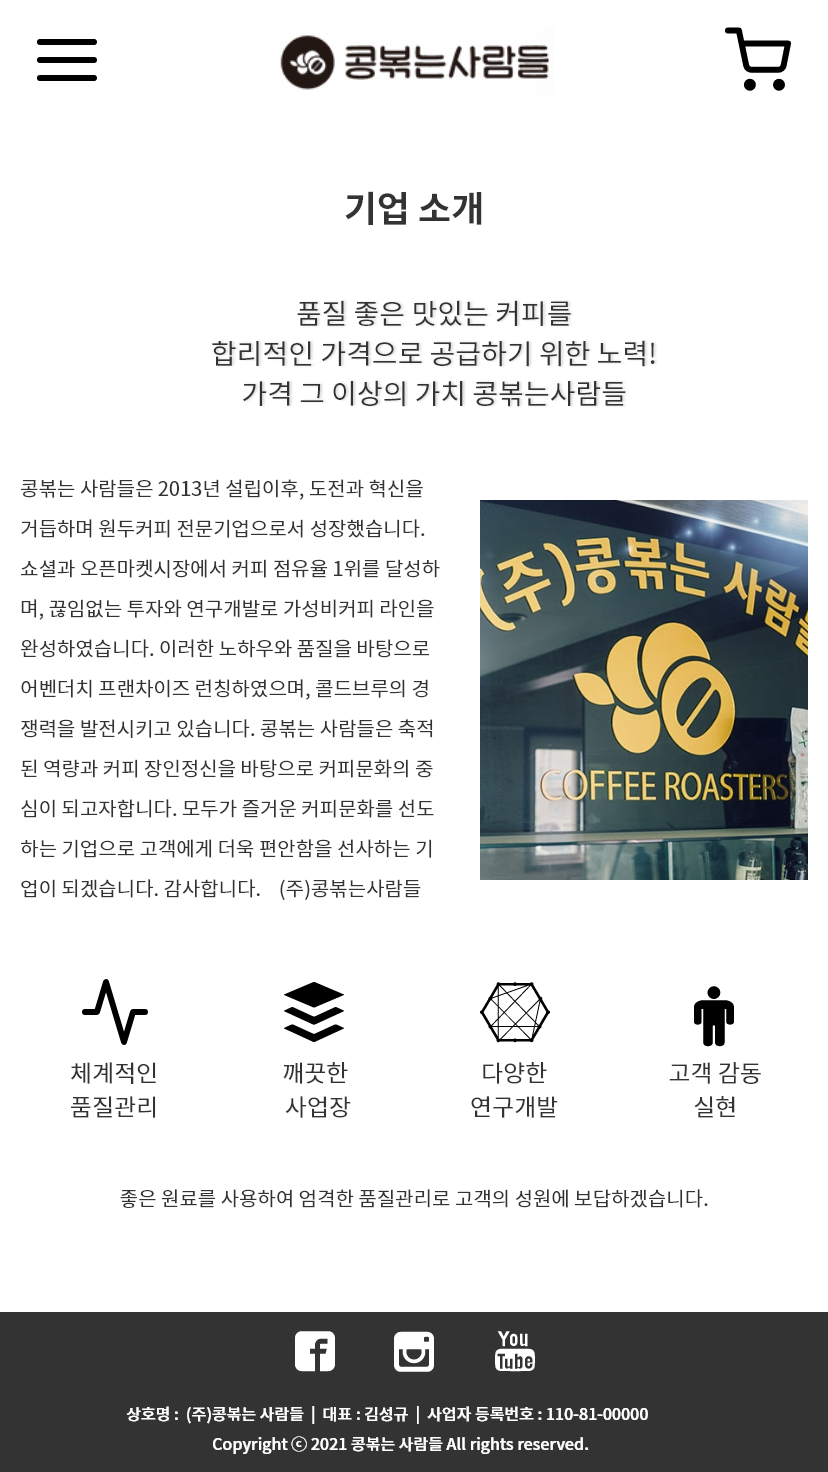 콩볶는사람들
기업 소개
품질 좋은 맛있는 커피를
합리적인 가격으로 공급하기 위한 노력!
가격 그 이상의 가치 콩볶는사람들
콩볶는 사람들은 2013년 설립이후, 도전과 혁신을
거듭하며 원두커피 전문기업으로서 성장했습니다.
쇼셜과 오픈마켓시장에서 커피 점유율 1위를 달성하
며, 끊임없는 투자와 연구개발로 가성비커피 라인을
완성하였습니다. 이러한 노하우와 품질을 바탕으로
어벤더치 프랜차이즈 런칭하였으며, 콜드브루의 경
쟁력을 발전시키고 있습니다. 콩볶는 사람들은 축적
된 역량과 커피 장인정신을 바탕으로 커피문화의 중
심이 되고자합니다. 모두가 즐거운 커피문화를 선도
하는 기업으로 고객에게 더욱 편안함을 선사하는 기
업이 되겠습니다. 감사합니다. (주)콩볶는사람들
(주)콩볶는 사람들
COFFEE ROASTERS
체계적인
품질관리
깨끗한
사업장
다양한
연구개발
고객 감동
실현
좋은 원료를 사용하여 엄격한 품질관리로 고객의 성원에 보답하겠습니다.
You
Tube
상호명 : (주)콩볶는 사람들 | 대표 : 김성규 | 사업자 등록번호 : 110-81-00000
Copyright ⓒ 2021 콩볶는 사람들 All rights reserved.